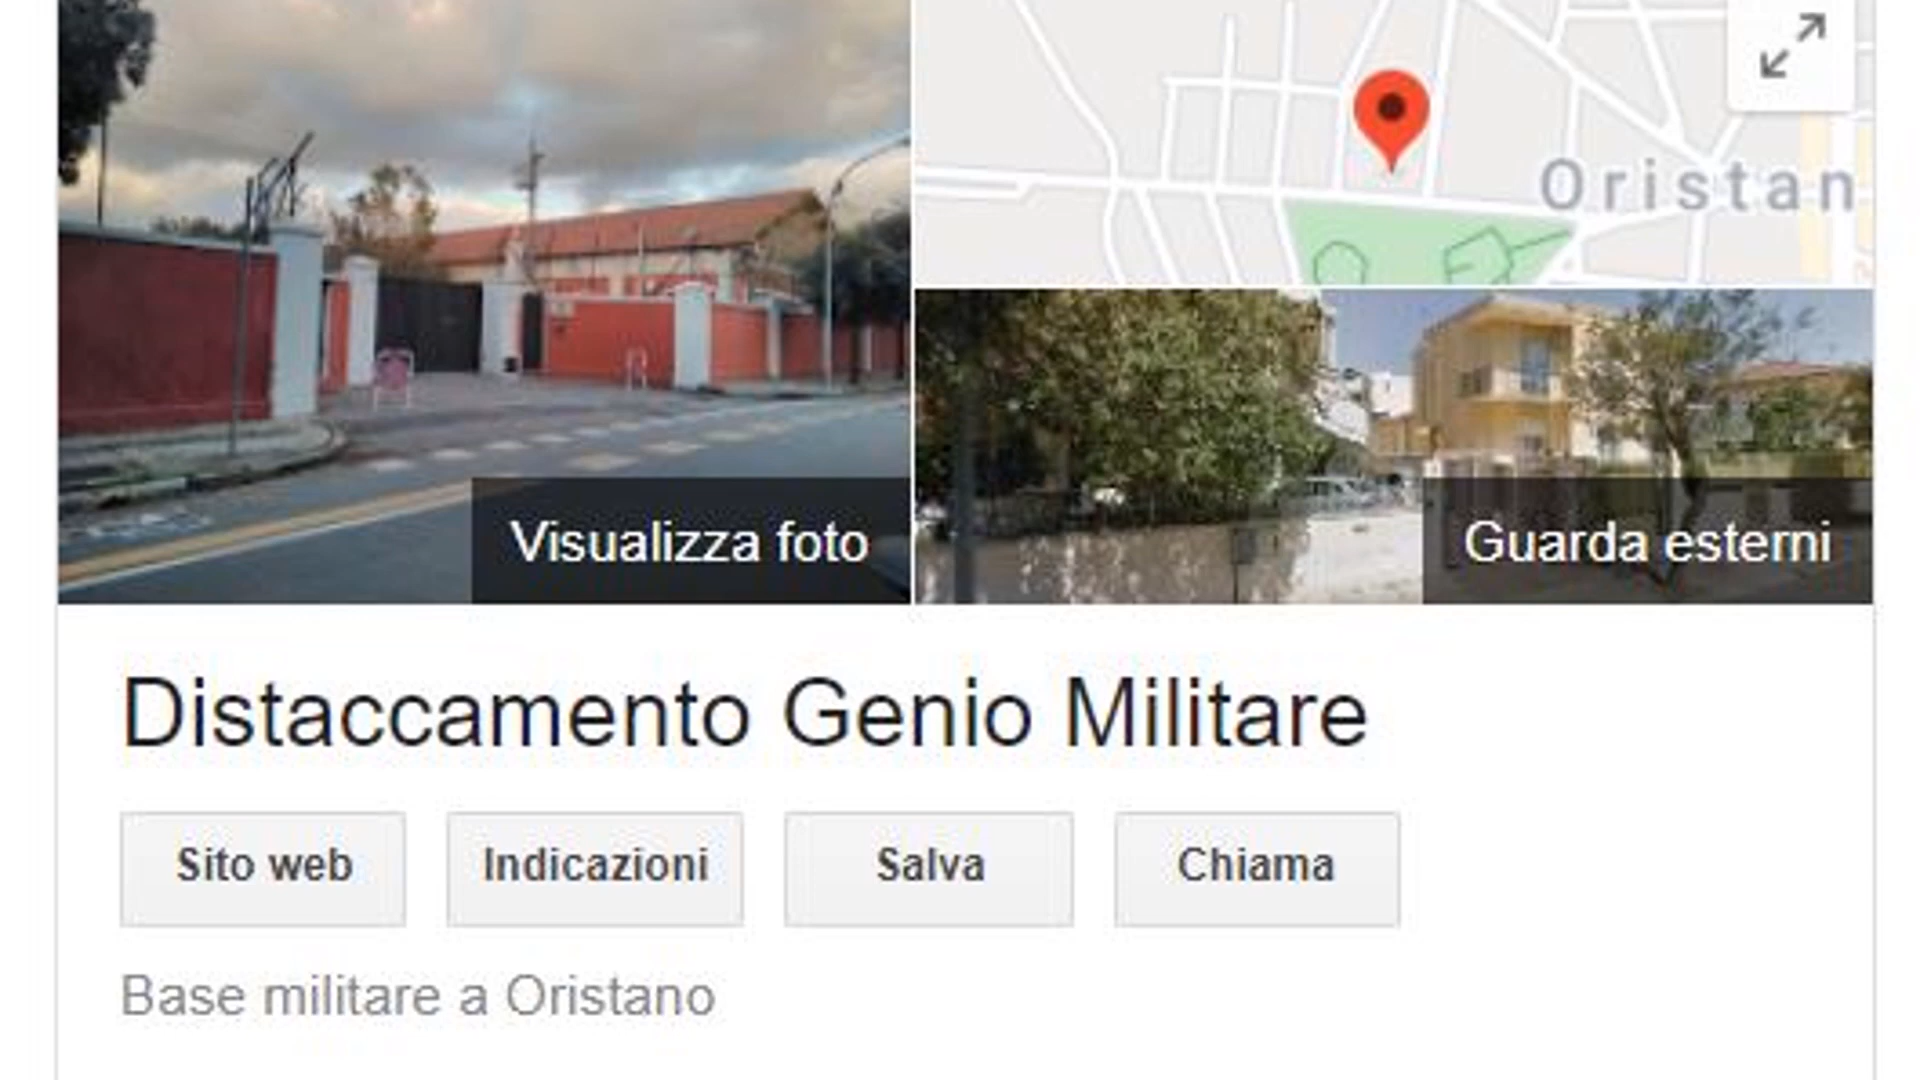 Oristan
Visualizza foto
Guarda esterni
Distaccamento Genio Militare
Sito web
Indicazioni
Salva
Chiama
Base militare a Oristano